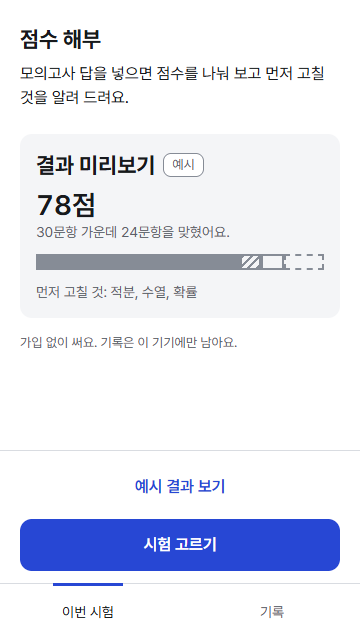 점수 해부
모의고사 답을 넣으면 점수를 나눠 보고 먼저 고칠
것을 알려 드려요.
결과 미리보기 예시
78점
30문항 가운데 24문항을 맞혔어요.
먼저 고칠 것: 적분, 수열, 확률
가입 없이 써요. 기록은 이 기기에만 남아요.
예시 결과 보기
시험 고르기
이번 시험 기록